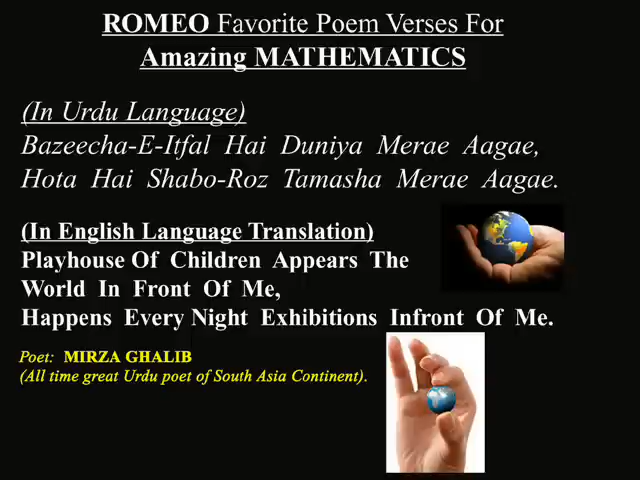 ROMEO Favorite Poem Verses For
Amazing MATHEMATICS
(In Urdu Language)
Bazeecha-E-Itfal Hai Duniya Merae Aagae,
Hota Hai Shabo-Roz Tamasha Merae Aagae.
(In English Language Translation)
Playhouse Of Children Appears The
World In Front Of Me,
Happens Every Night Exhibitions Infront Of Me.
Poet: MIRZA GHALIB
(All time great Urdu poet of South Asia Continent).